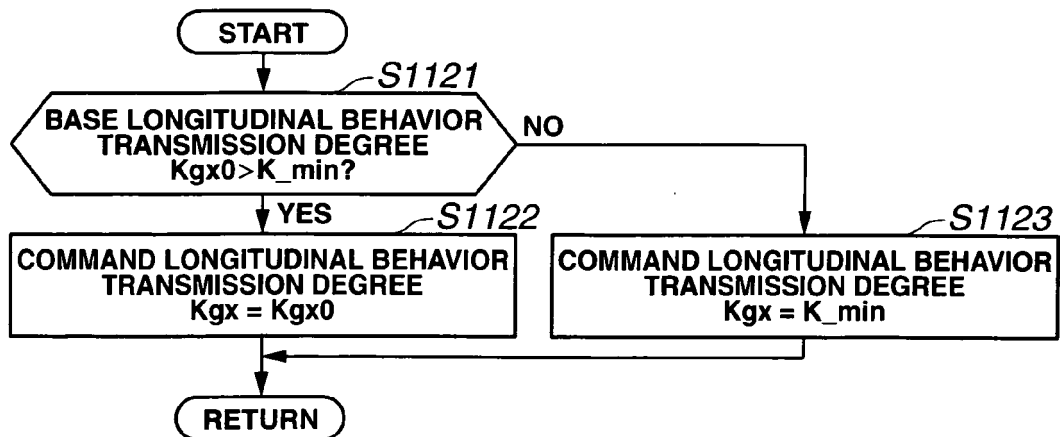 START
S1121
BASE LONGITUDINAL BEHAVIOR
TRANSMISSION DEGREE
Kgx0>K_min?
NO
YES
S1122
COMMAND LONGITUDINAL BEHAVIOR
TRANSMISSION DEGREE
Kgx = Kgx0
S1123
COMMAND LONGITUDINAL BEHAVIOR
TRANSMISSION DEGREE
Kgx = K_min
RETURN